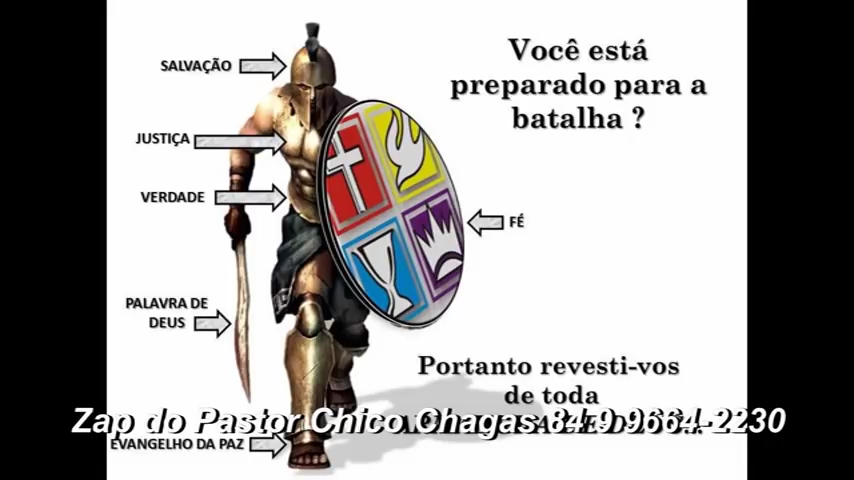 Você está
preparado para a
batalha ?
SALVAÇÃO
JUSTIÇA
VERDADE
FÉ
PALAVRA DE
DEUS
Portanto revesti-vos
de toda
Zap do Pastor Chico Chagas 84 9 9664-2230
EVANGELHO DA PAZ